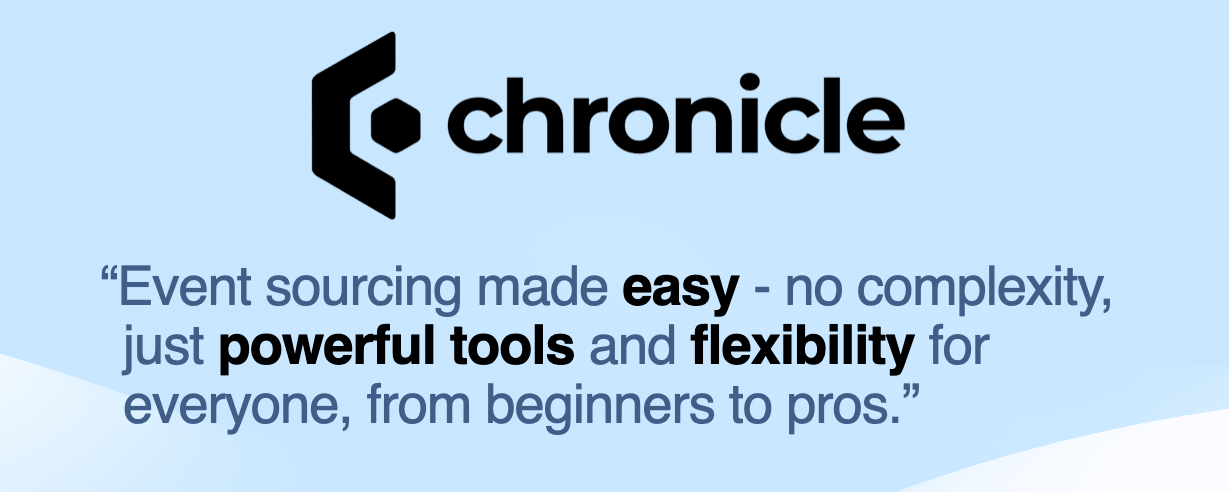 chronicle
“Event sourcing made easy - no complexity,
just powerful tools and flexibility for
everyone, from beginners to pros.”